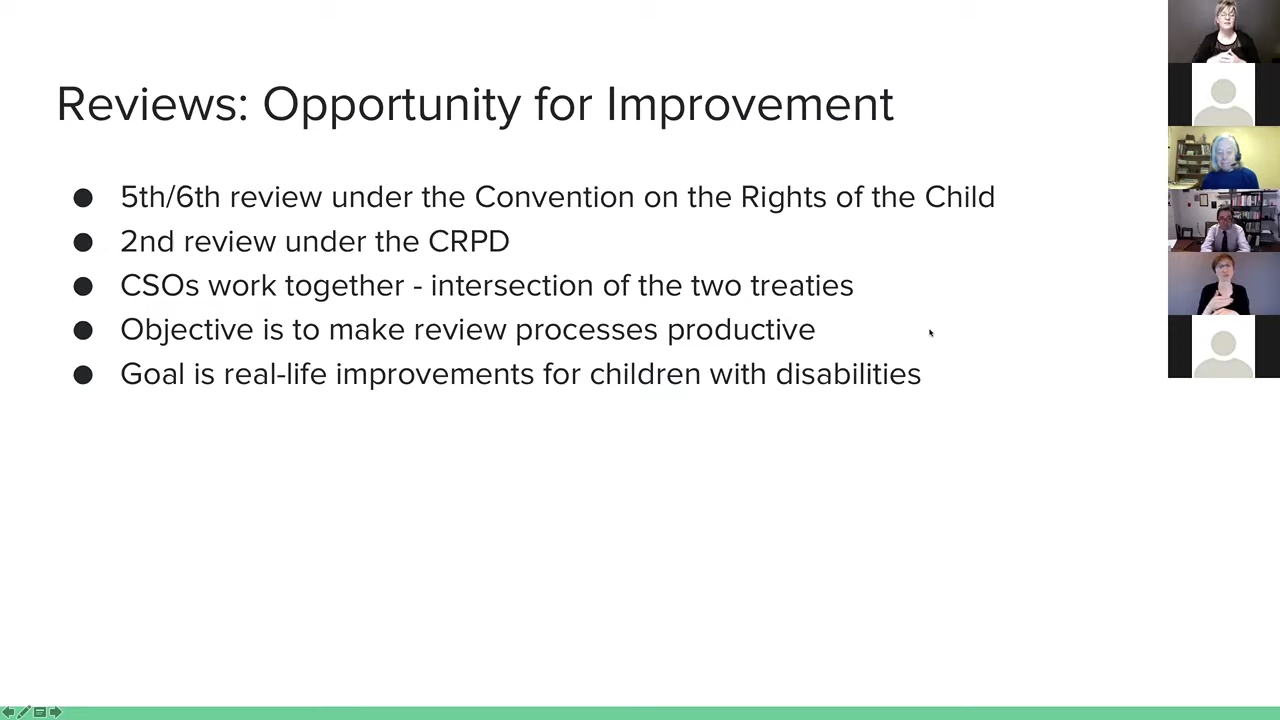 Reviews: Opportunity for Improvement
● 5th/6th review under the Convention on the Rights of the Child
● 2nd review under the CRPD
● CSOs work together - intersection of the two treaties
● Objective is to make review processes productive
● Goal is real-life improvements for children with disabilities